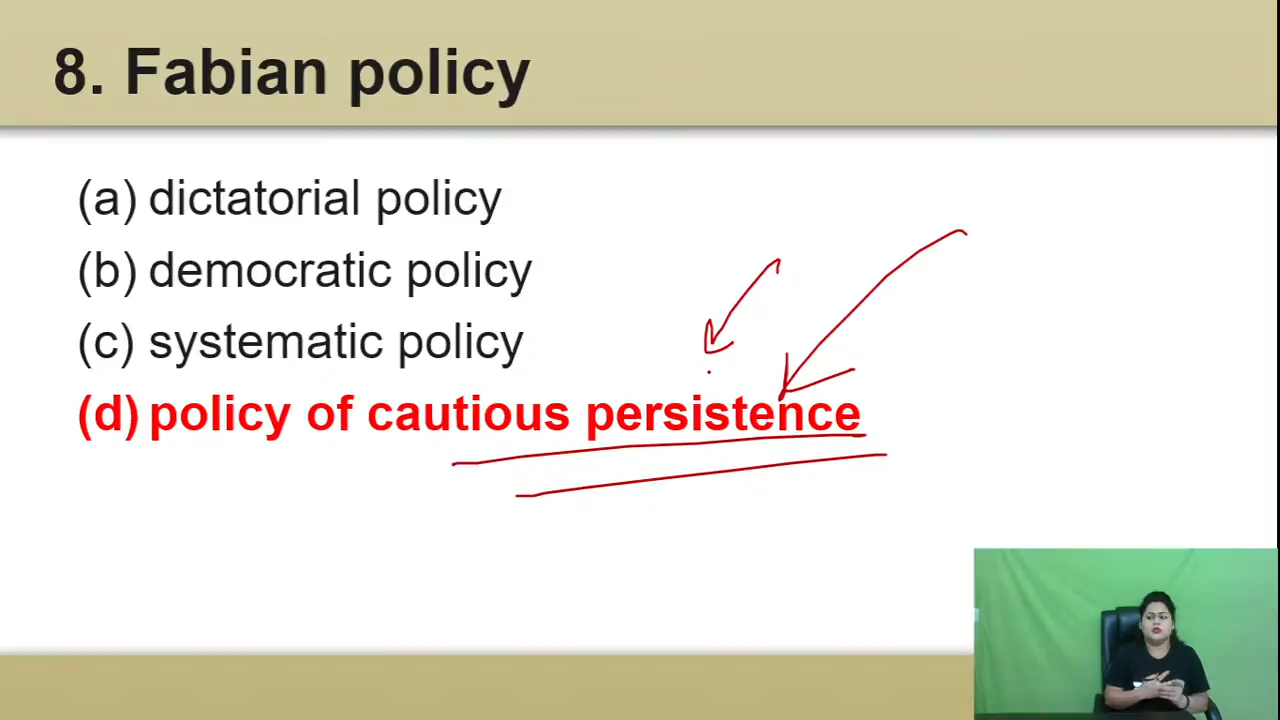 8. Fabian policy
(a) dictatorial policy
(b) democratic policy
(c) systematic policy
(d) policy of cautious persistence